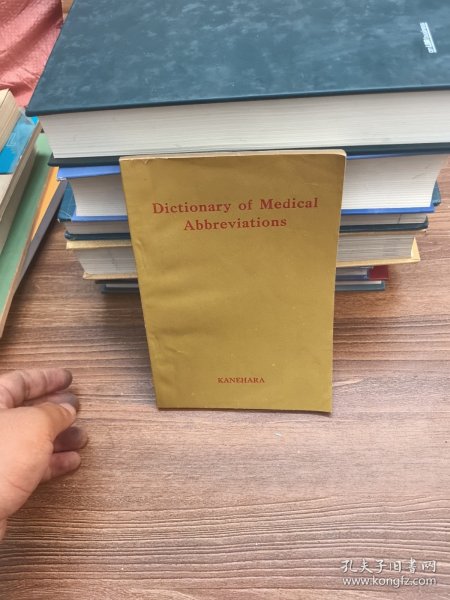 Dictionary of Medical
Abbreviations
KANEHARA
孔夫子旧书网
www.kongfz.com